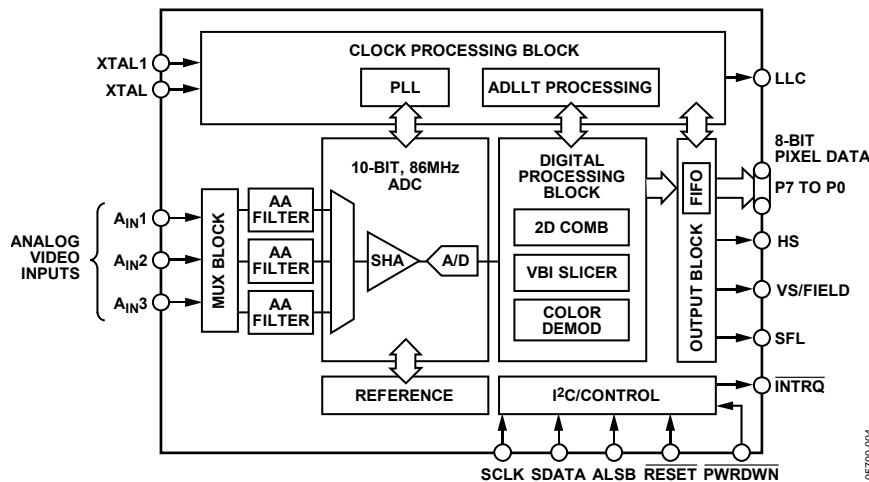 CLOCK PROCESSING BLOCK
XTAL1
XTAL
PLL
ADLLT PROCESSING
LLC
8-BIT
PIXEL DATA
P7 TO P0
10-BIT, 86MHz
ADC
DIGITAL
PROCESSING
BLOCK
FIFO
OUTPUT BLOCK
ANALOG
VIDEO
INPUTS
AIN1
AIN2
AIN3
MUX BLOCK
AA
FILTER
AA
FILTER
AA
FILTER
SHA
A/D
2D COMB
VBI SLICER
COLOR
DEMOD
HS
VS/FIELD
SFL
REFERENCE
I2C/CONTROL
INTRQ
SCLK SDATA ALSB RESET PWRDWN
05700-004